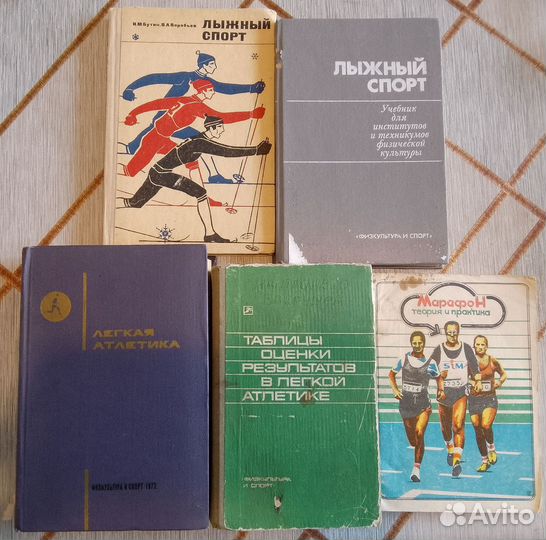 И.М.Бутин, В.А.Воробьев
ЛЫЖНЫЙ
СПОРТ
ЛЫЖНЫЙ
СПОРТ
Учебник
для
институтов
и техникумов
физической
культуры
«ФИЗКУЛЬТУРА И СПОРТ»
ЛЕГКАЯ
АТЛЕТИКА
ФИЗКУЛЬТУРА И СПОРТ · 1972
ТАБЛИЦЫ
ОЦЕНКИ
РЕЗУЛЬТАТОВ
В ЛЕГКОЙ
АТЛЕТИКЕ
ФИЗКУЛЬТУРА
И СПОРТ
Марафон
теория и практика
Avito